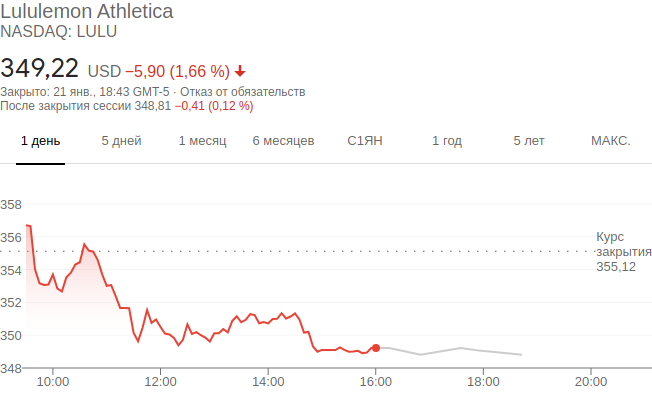 Lululemon Athletica
NASDAQ: LULU
349,22 USD −5,90 (1,66 %)
Закрыто: 21 янв., 18:43 GMT-5 · Отказ от обязательств
После закрытия сессии 348,81 −0,41 (0,12 %)
1 день 5 дней 1 месяц 6 месяцев С1ЯН 1 год 5 лет МАКС.
358
356
354
352
350
348
Курс
закрытия
355,12
10:00 12:00 14:00 16:00 18:00 20:00